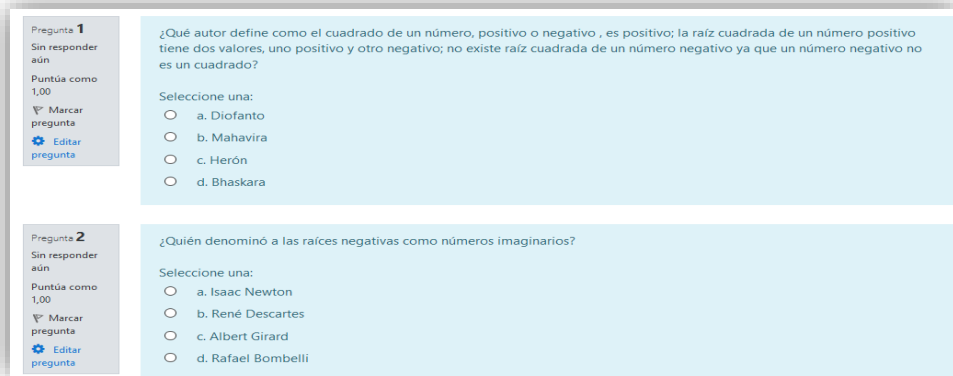 Pregunta 1
Sin responder
aún
Puntúa como
1,00
Marcar
pregunta
Editar
pregunta
¿Qué autor define como el cuadrado de un número, positivo o negativo , es positivo; la raíz cuadrada de un número positivo
tiene dos valores, uno positivo y otro negativo; no existe raíz cuadrada de un número negativo ya que un número negativo no
es un cuadrado?
Seleccione una:
a. Diofanto
b. Mahavira
c. Herón
d. Bhaskara
Pregunta 2
Sin responder
aún
Puntúa como
1,00
Marcar
pregunta
Editar
pregunta
¿Quién denominó a las raíces negativas como números imaginarios?
Seleccione una:
a. Isaac Newton
b. René Descartes
c. Albert Girard
d. Rafael Bombelli